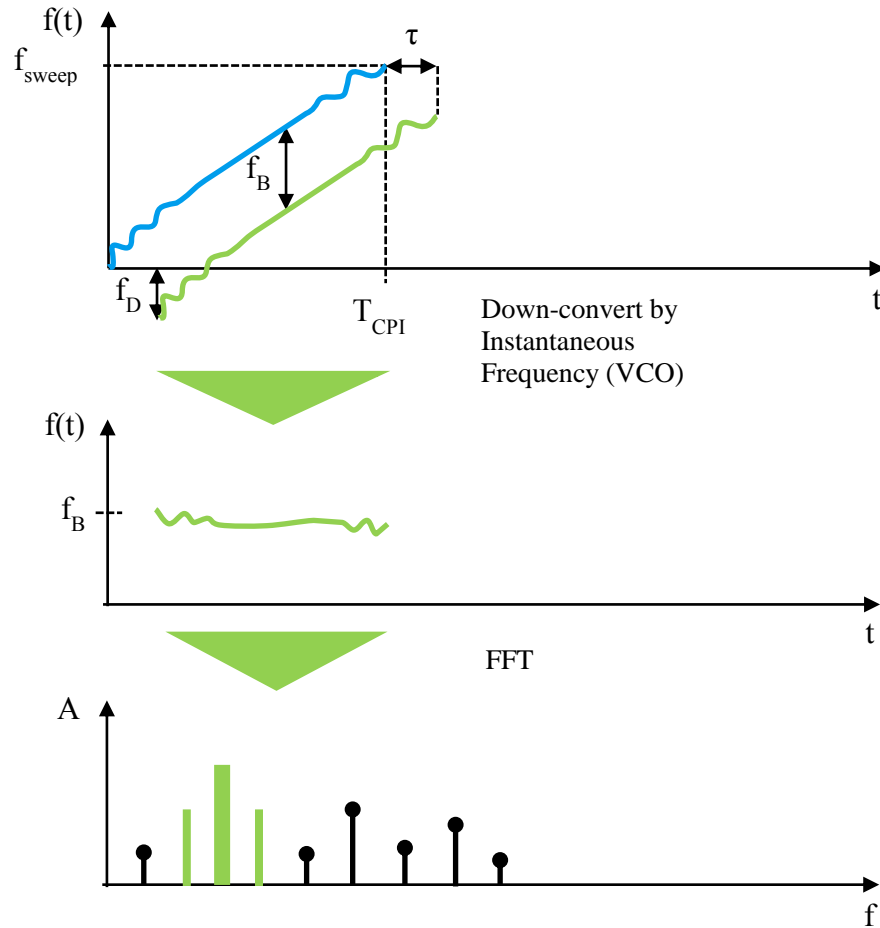 f(t)
τ
f_sweep
f_B
f_D
t
T_CPI
Down-convert by
Instantaneous
Frequency (VCO)
f(t)
f_B
t
FFT
A
f